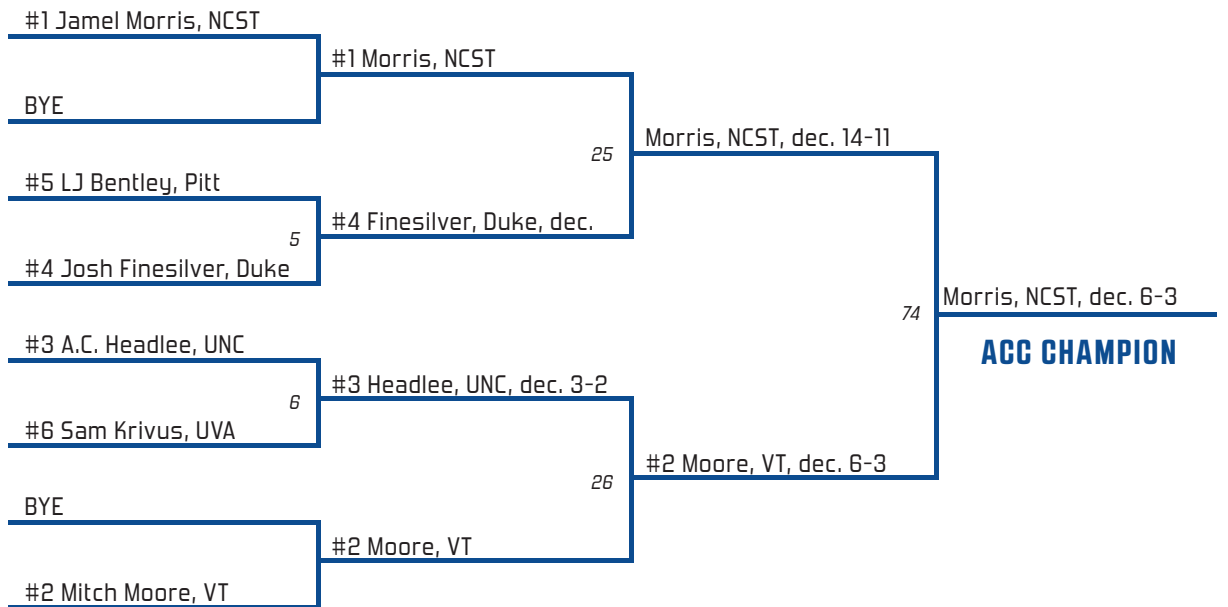 #1 Jamel Morris, NCST
#1 Morris, NCST
BYE
Morris, NCST, dec. 14-11
25
#5 LJ Bentley, Pitt
#4 Finesilver, Duke, dec.
5
#4 Josh Finesilver, Duke
Morris, NCST, dec. 6-3
74
ACC CHAMPION
#3 A.C. Headlee, UNC
#3 Headlee, UNC, dec. 3-2
6
#6 Sam Krivus, UVA
#2 Moore, VT, dec. 6-3
26
BYE
#2 Moore, VT
#2 Mitch Moore, VT